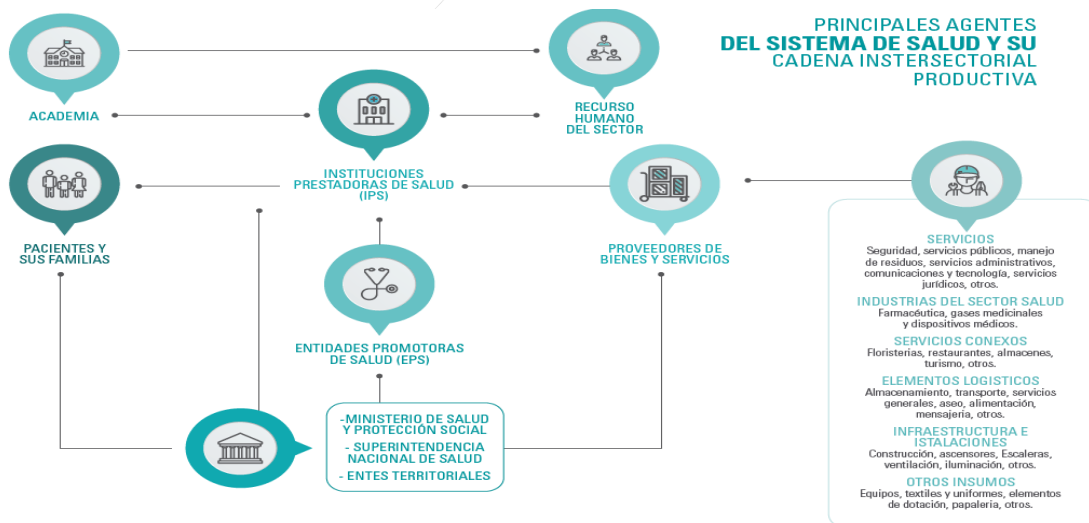 PRINCIPALES AGENTES
DEL SISTEMA DE SALUD Y SU
CADENA INSTERSECTORIAL
PRODUCTIVA
ACADEMIA
RECURSO
HUMANO
DEL SECTOR
INSTITUCIONES
PRESTADORAS DE SALUD
(IPS)
PACIENTES Y
SUS FAMILIAS
PROVEEDORES DE
BIENES Y SERVICIOS
ENTIDADES PROMOTORAS
DE SALUD (EPS)
-MINISTERIO DE SALUD
Y PROTECCIÓN SOCIAL
- SUPERINTENDENCIA
NACIONAL DE SALUD
- ENTES TERRITORIALES
SERVICIOS
Seguridad, servicios públicos, manejo
de residuos, servicios administrativos,
comunicaciones y tecnología, servicios
jurídicos, otros.
INDUSTRIAS DEL SECTOR SALUD
Farmacéutica, gases medicinales
y dispositivos médicos.
SERVICIOS CONEXOS
Floristerias, restaurantes, almacenes,
turismo, otros.
ELEMENTOS LOGISTICOS
Almacenamiento, transporte, servicios
generales, aseo, alimentación,
mensajeria, otros.
INFRAESTRUCTURA E
ISTALACIONES
Construcción, ascensores, Escaleras,
ventilación, iluminación, otros.
OTROS INSUMOS
Equipos, textiles y uniformes, elementos
de dotación, papaleria, otros.